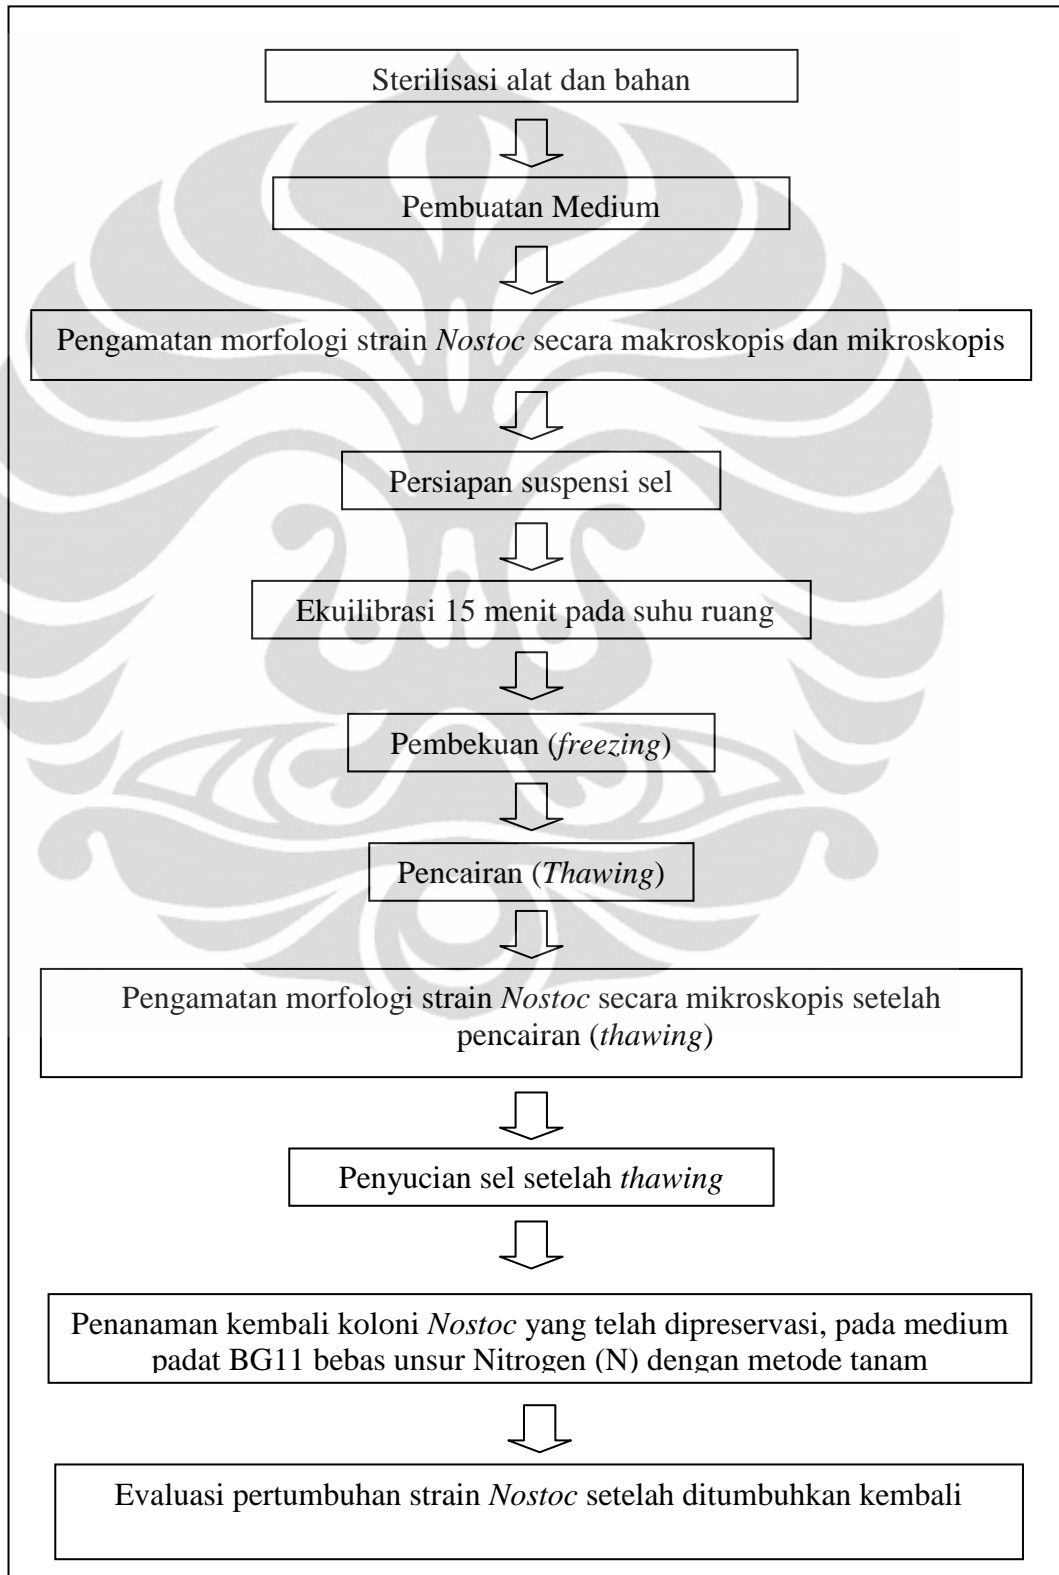 Sterilisasi alat dan bahan
Pembuatan Medium
Pengamatan morfologi strain Nostoc secara makroskopis dan mikroskopis
Persiapan suspensi sel
Ekuilibrasi 15 menit pada suhu ruang
Pembekuan (freezing)
Pencairan (Thawing)
Pengamatan morfologi strain Nostoc secara mikroskopis setelah
pencairan (thawing)
Penyucian sel setelah thawing
Penanaman kembali koloni Nostoc yang telah dipreservasi, pada medium
padat BG11 bebas unsur Nitrogen (N) dengan metode tanam
Evaluasi pertumbuhan strain Nostoc setelah ditumbuhkan kembali